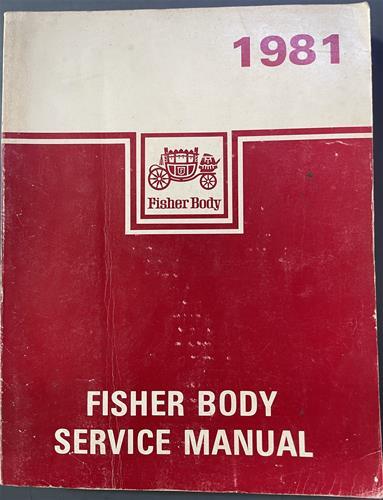 1981
Fisher Body
FISHER BODY
SERVICE MANUAL